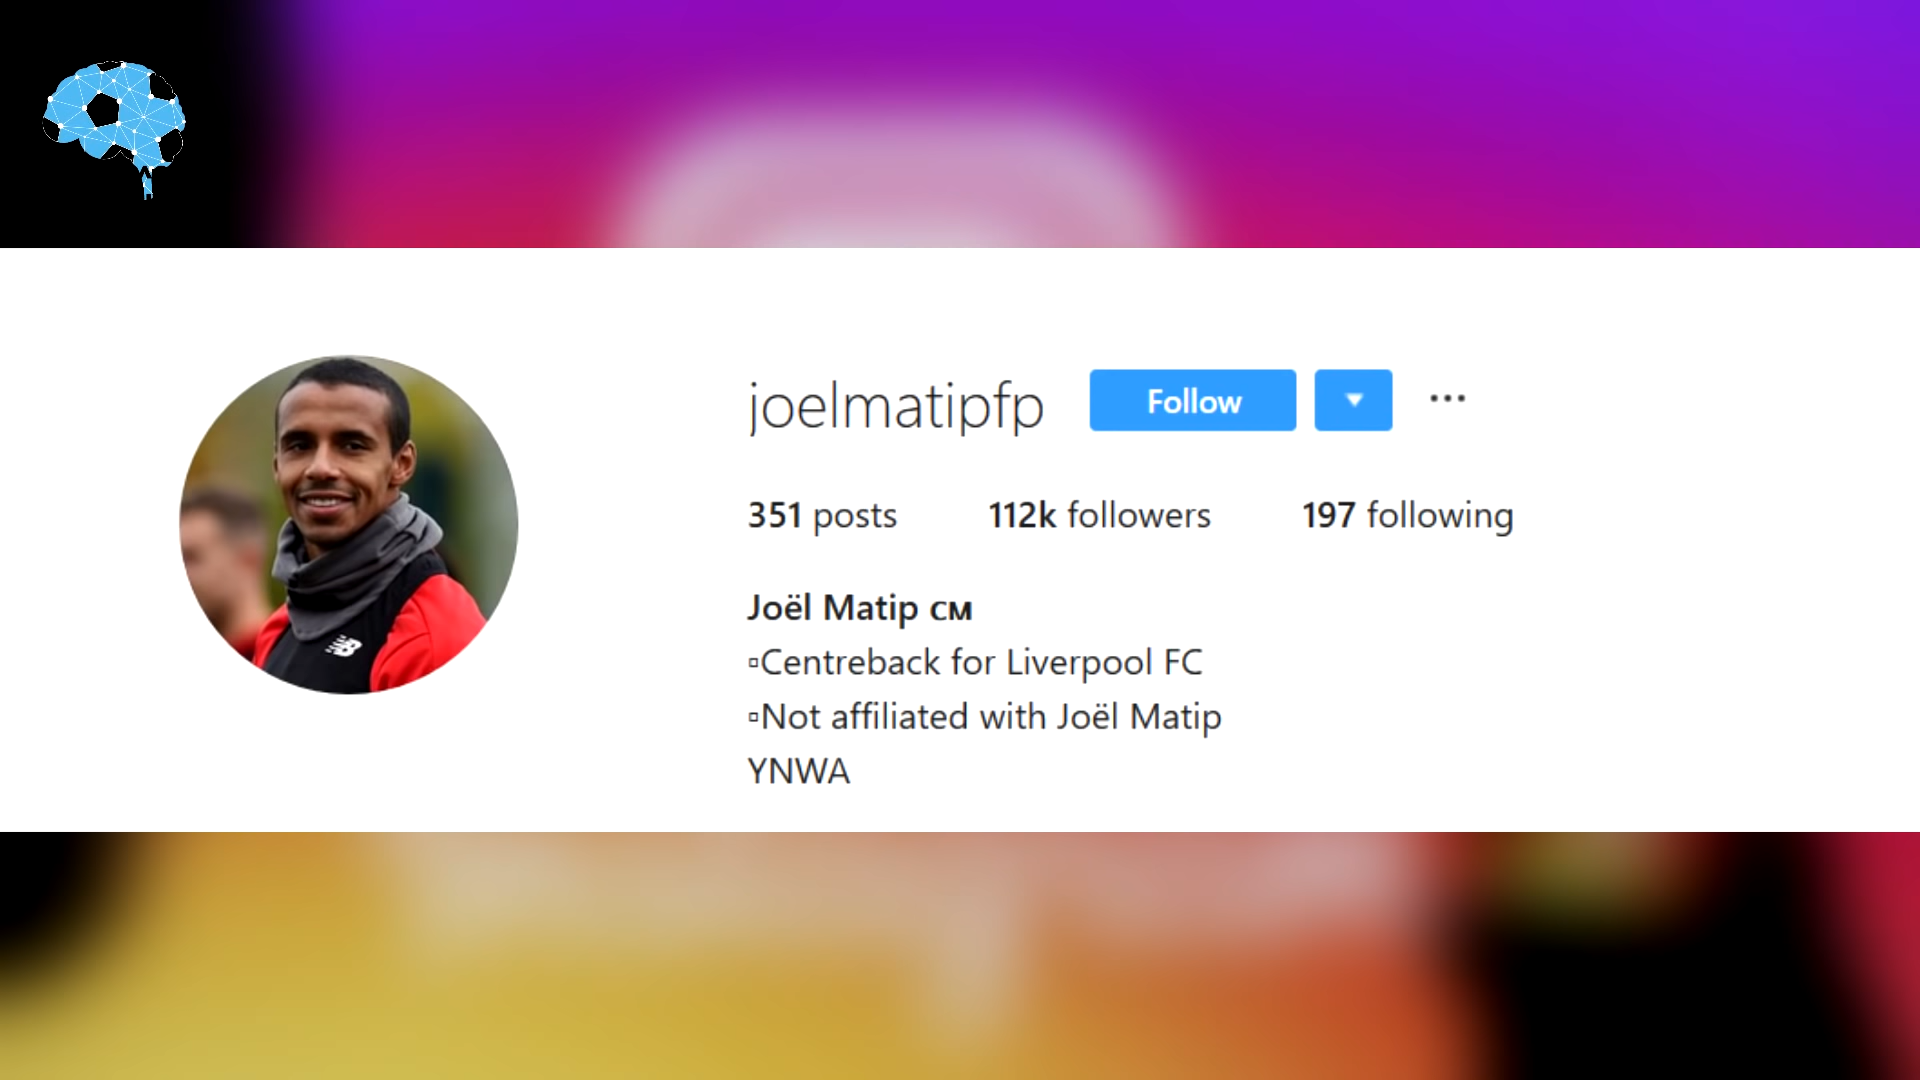 joelmatipfp Follow ...
351 posts 112k followers 197 following
Joël Matip см
▫Centreback for Liverpool FC
▫Not affiliated with Joël Matip
YNWA